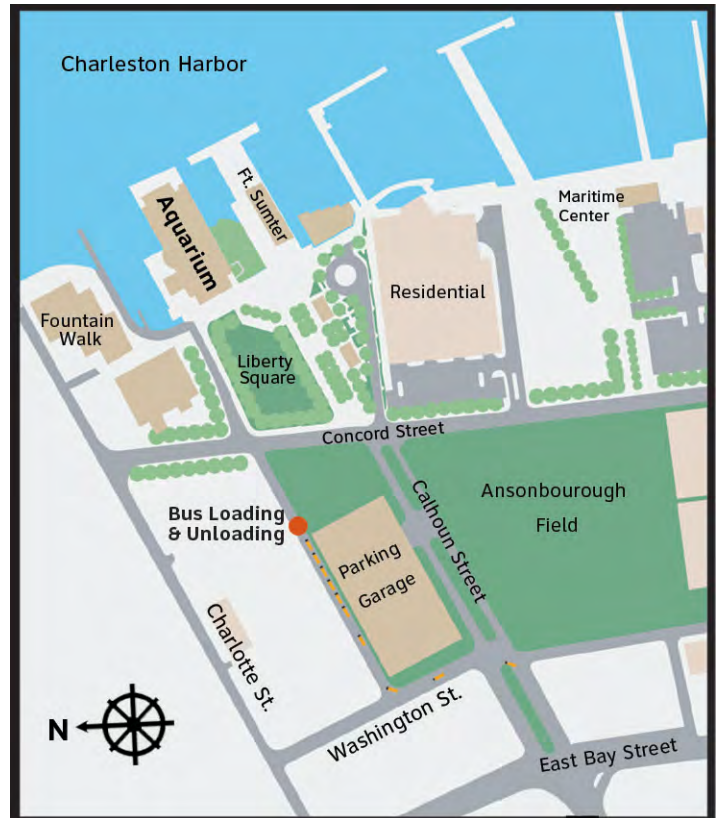 Charleston Harbor
Aquarium
Ft. Sumter
Maritime
Center
Residential
Fountain
Walk
Liberty
Square
Concord Street
Bus Loading
& Unloading
Calhoun Street
Ansonbourough
Field
Parking
Garage
Charlotte St.
N
Washington St.
East Bay Street